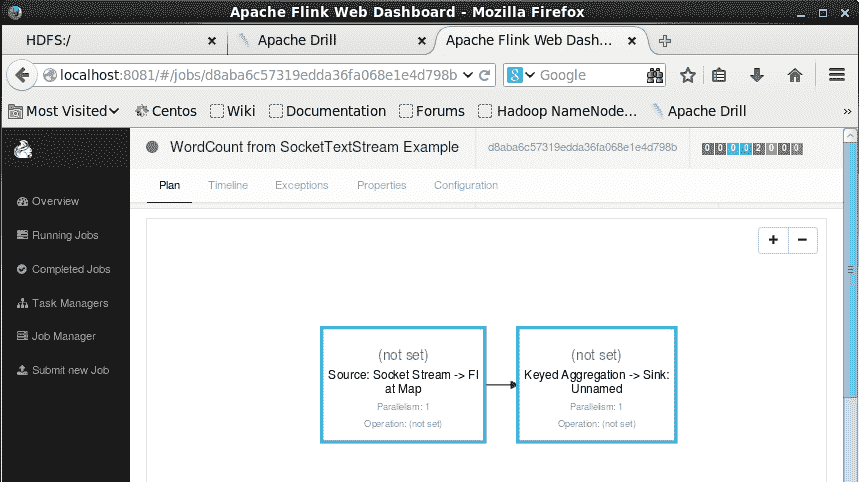 Apache Flink Web Dashboard - Mozilla Firefox
HDFS:/
Apache Drill
Apache Flink Web Dash...
localhost:8081/#/jobs/d8aba6c57319edda36fa068e1e4d798b
Google
Most Visited
Centos
Wiki
Documentation
Forums
Hadoop NameNode...
Apache Drill
»
WordCount from SocketTextStream Example
d8aba6c57319edda36fa068e1e4d798b
0 0 0 0 2 0 0 0 0
Plan
Timeline
Exceptions
Properties
Configuration
Overview
Running Jobs
Completed Jobs
Task Managers
Job Manager
Submit new Job
+
−
(not set)
Source: Socket Stream -> Fl
at Map
Parallelism: 1
Operation: (not set)
(not set)
Keyed Aggregation -> Sink:
Unnamed
Parallelism: 1
Operation: (not set)